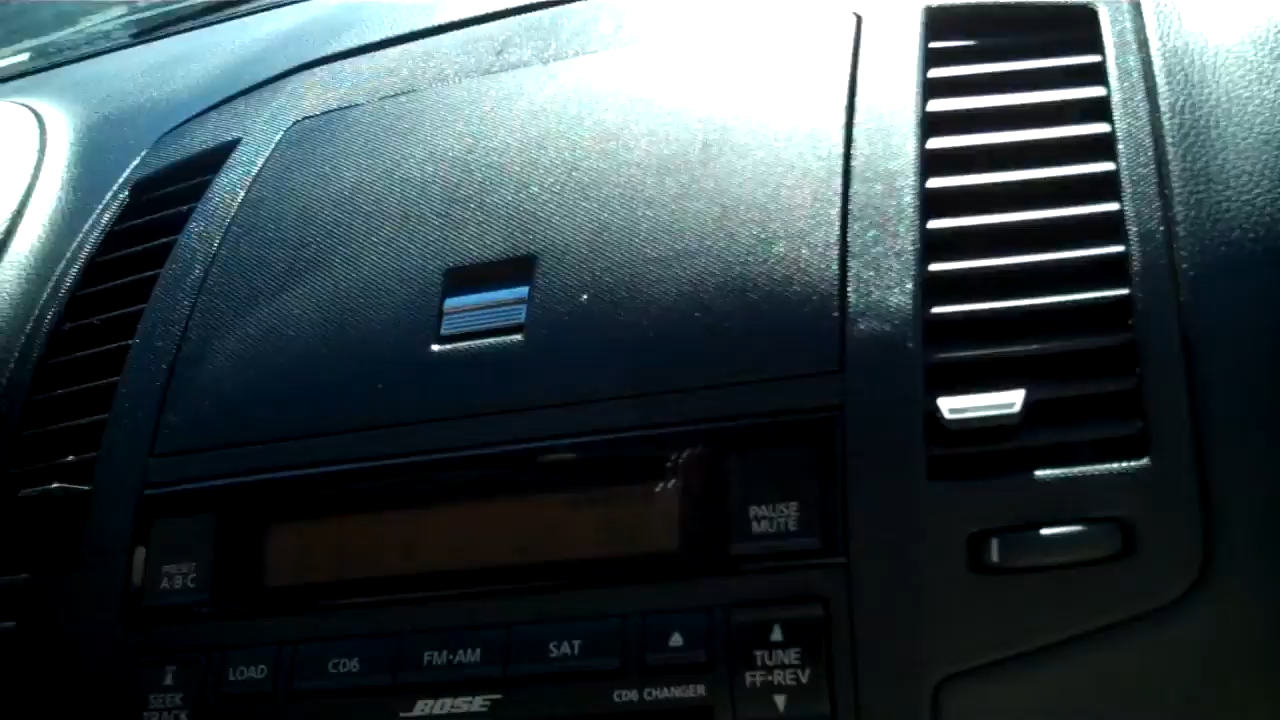 PAUSE
MUTE
PRESET
A·B·C
LOAD
CD6
FM·AM
SAT
TUNE
FF·REV
SEEK
TRACK
BOSE
CD6 CHANGER